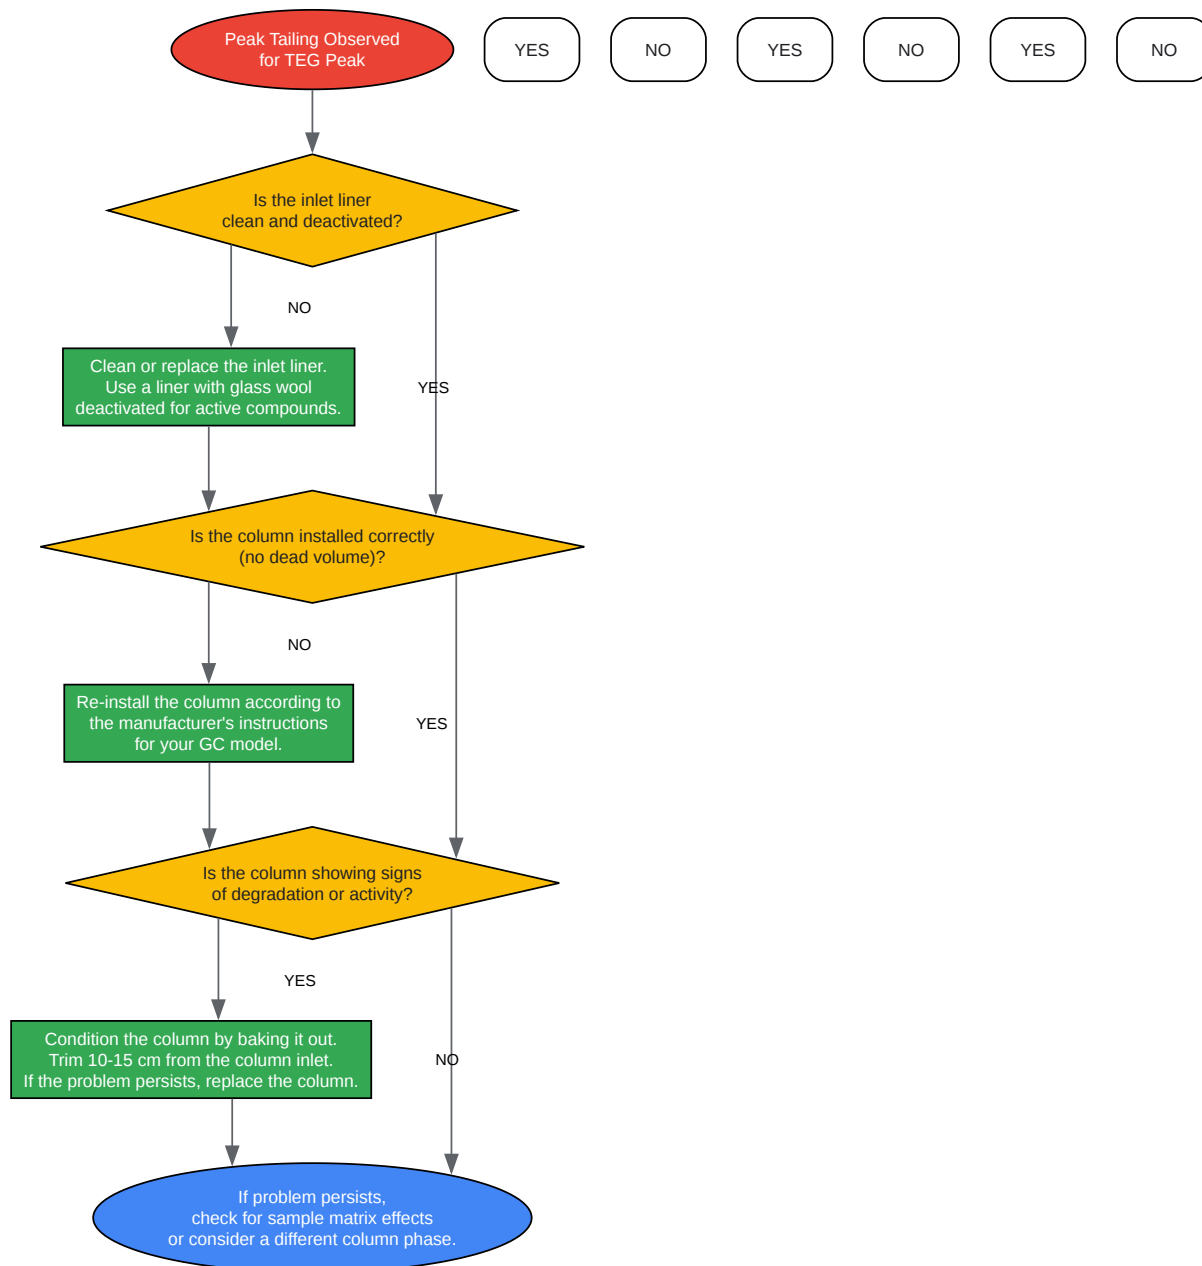 Peak Tailing Observed
for TEG Peak
YES
NO
YES
NO
YES
NO
Is the inlet liner
clean and deactivated?
NO
Clean or replace the inlet liner.
Use a liner with glass wool
deactivated for active compounds.
YES
Is the column installed correctly
(no dead volume)?
NO
Re-install the column according to
the manufacturer's instructions
for your GC model.
YES
Is the column showing signs
of degradation or activity?
YES
Condition the column by baking it out.
Trim 10-15 cm from the column inlet.
If the problem persists, replace the column.
NO
If problem persists,
check for sample matrix effects
or consider a different column phase.